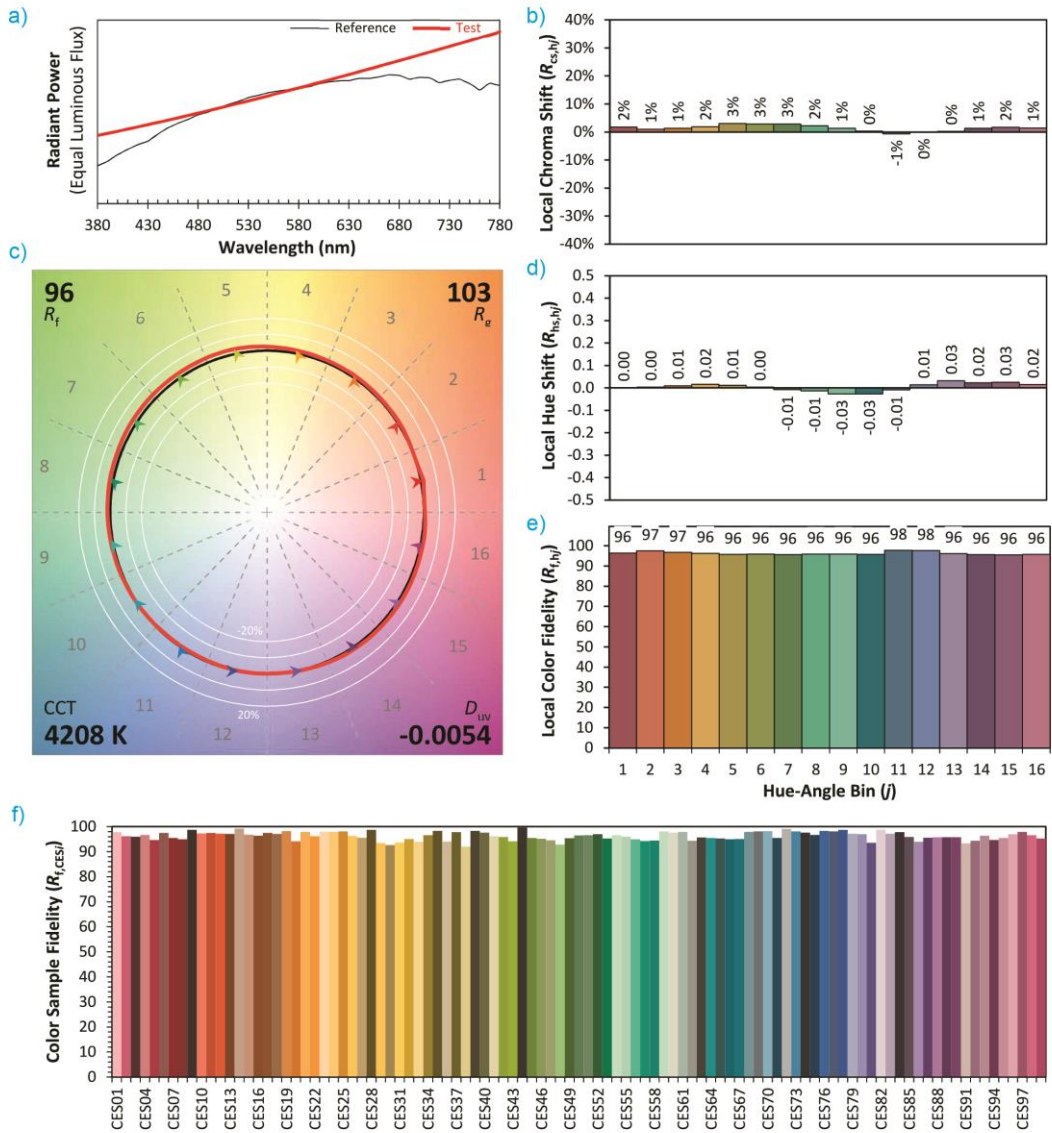 a)
Reference
Test
Radiant Power
(Equal Luminous Flux)
380 430 480 530 580 630 680 730 780
Wavelength (nm)
b)
Local Chroma Shift (Rcs,hj)
40%
30%
20%
10%
0%
-10%
-20%
-30%
-40%
2% 1% 1% 2% 3% 3% 3% 2% 1% 0% -1% 0% 0% 1% 2% 1%
c)
96
Rf
103
Rg
5 4
6 3
7 2
8 1
9 16
10 15
11 14
12 13
-20%
20%
CCT
4208 K
Duv
-0.0054
d)
Local Hue Shift (Rhs,hj)
0.5
0.4
0.3
0.2
0.1
0.0
-0.1
-0.2
-0.3
-0.4
-0.5
0.00 0.00 0.01 0.02 0.01 0.00 -0.01 -0.01 -0.03 -0.03 -0.01 0.01 0.03 0.02 0.03 0.02
e)
Local Color Fidelity (Rf,hj)
100
90
80
70
60
50
40
30
20
10
0
96 97 97 96 96 96 96 96 96 96 98 98 96 96 96 96
1 2 3 4 5 6 7 8 9 10 11 12 13 14 15 16
Hue-Angle Bin (j)
f)
Color Sample Fidelity (Rf,CESi)
100
90
80
70
60
50
40
30
20
10
0
CES01 CES04 CES07 CES10 CES13 CES16 CES19 CES22 CES25 CES28 CES31 CES34 CES37 CES40 CES43 CES46 CES49 CES52 CES55 CES58 CES61 CES64 CES67 CES70 CES73 CES76 CES79 CES82 CES85 CES88 CES91 CES94 CES97